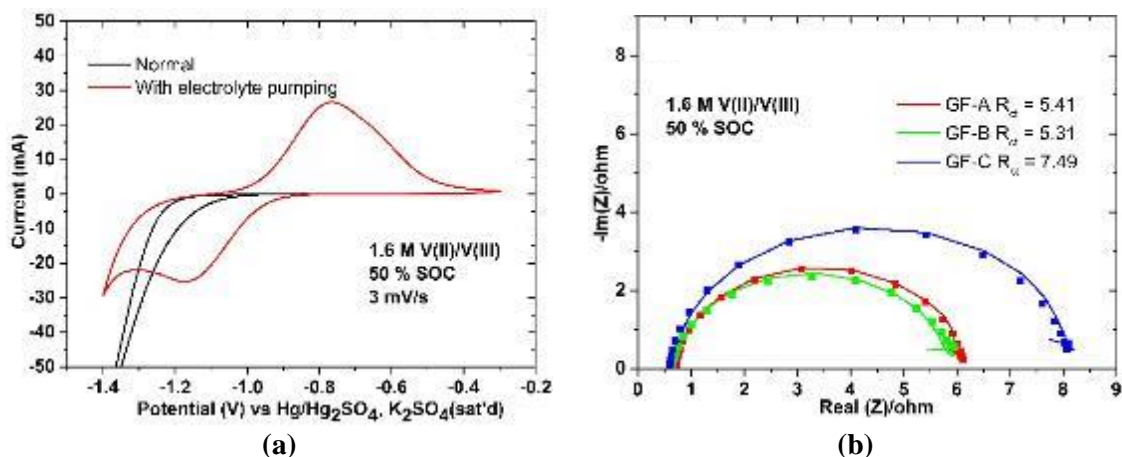 50
40
30
20
10
0
-10
-20
-30
-40
-50
Current (mA)
Normal
With electrolyte pumping
1.6 M V(II)/V(III)
50 % SOC
3 mV/s
-1.4 -1.2 -1.0 -0.8 -0.6 -0.4 -0.2
Potential (V) vs Hg/Hg₂SO₄, K₂SO₄(sat'd)
(a)
-8
-6
-4
-2
0
-Im(Z)/ohm
1.6 M V(II)/V(III)
50 % SOC
GF-A R_ct = 5.41
GF-B R_ct = 5.31
GF-C R_ct = 7.49
0 1 2 3 4 5 6 7 8 9
Real (Z)/ohm
(b)